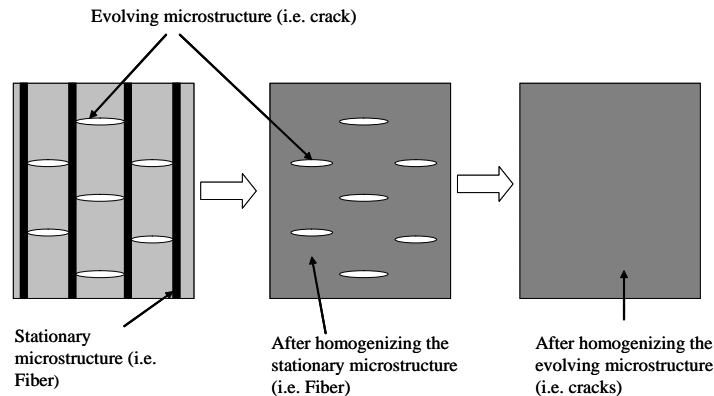 Evolving microstructure (i.e. crack)
Stationary
microstructure (i.e.
Fiber)
After homogenizing the
stationary microstructure
(i.e. Fiber)
After homogenizing the
evolving microstructure
(i.e. cracks)